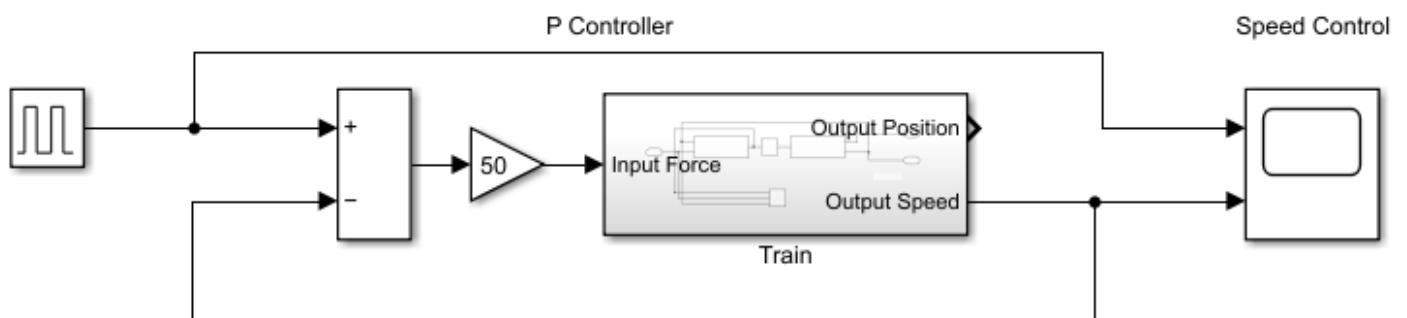 P Controller
Speed Control
+
−
50
Input Force
Output Position
Output Speed
Train